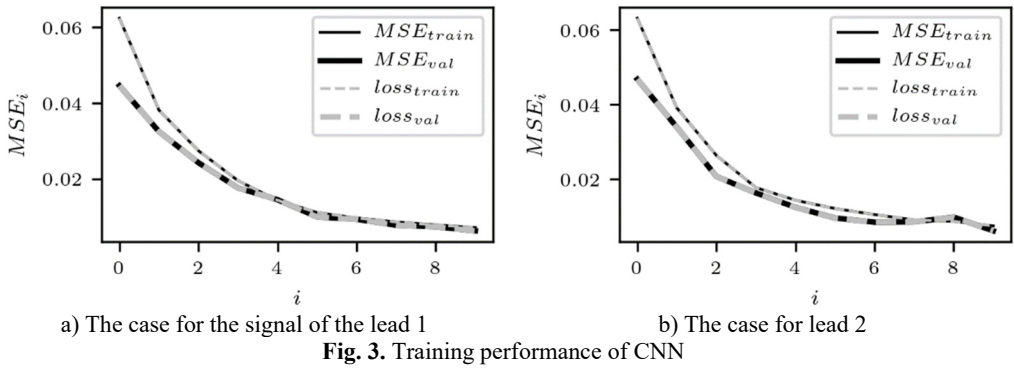 0.06
0.04
0.02
MSE_i
0 2 4 6 8
i
MSE_train
MSE_val
loss_train
loss_val
a) The case for the signal of the lead 1
0.06
0.04
0.02
MSE_i
0 2 4 6 8
i
MSE_train
MSE_val
loss_train
loss_val
b) The case for lead 2
Fig. 3. Training performance of CNN